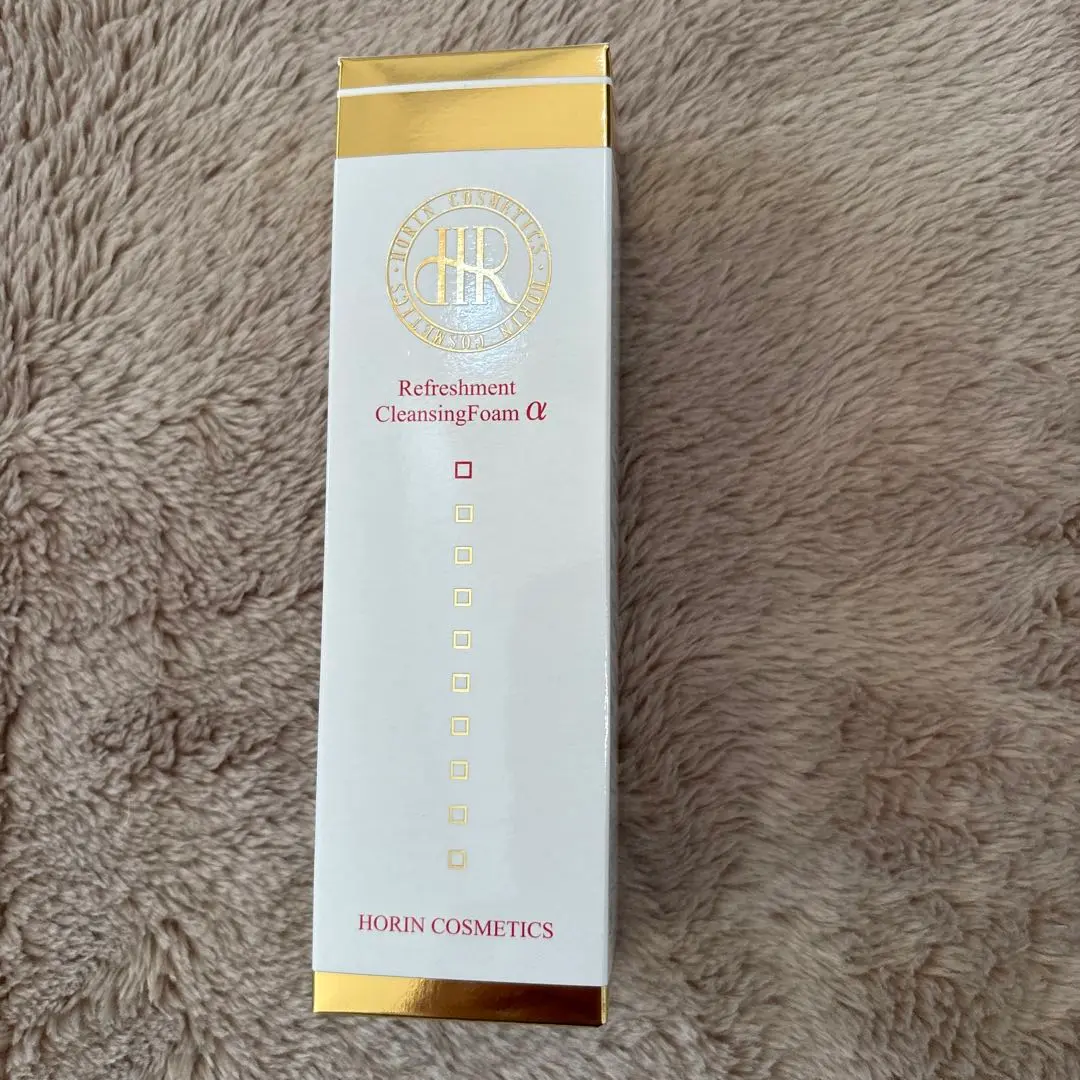 HORIN COSMETICS · HORIN COSMETICS ·
HR
Refreshment
CleansingFoam α
HORIN COSMETICS